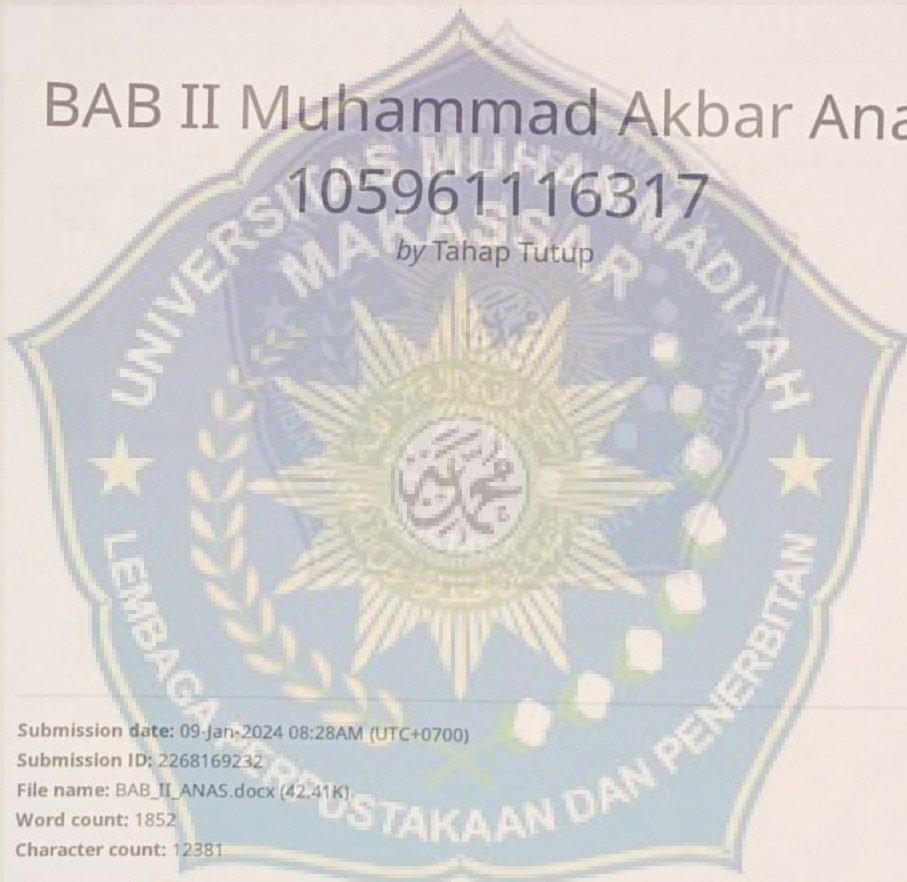 BAB II Muhammad Akbar Ana
105961116317
by Tahap Tutup
UNIVERSITAS MUHAMMADIYAH
MAKASSAR
LEMBAGA PERPUSTAKAAN DAN PENERBITAN
Submission date: 09-Jan-2024 08:28AM (UTC+0700)
Submission ID: 2268169232
File name: BAB_II_ANAS.docx (42.41K)
Word count: 1852
Character count: 12381